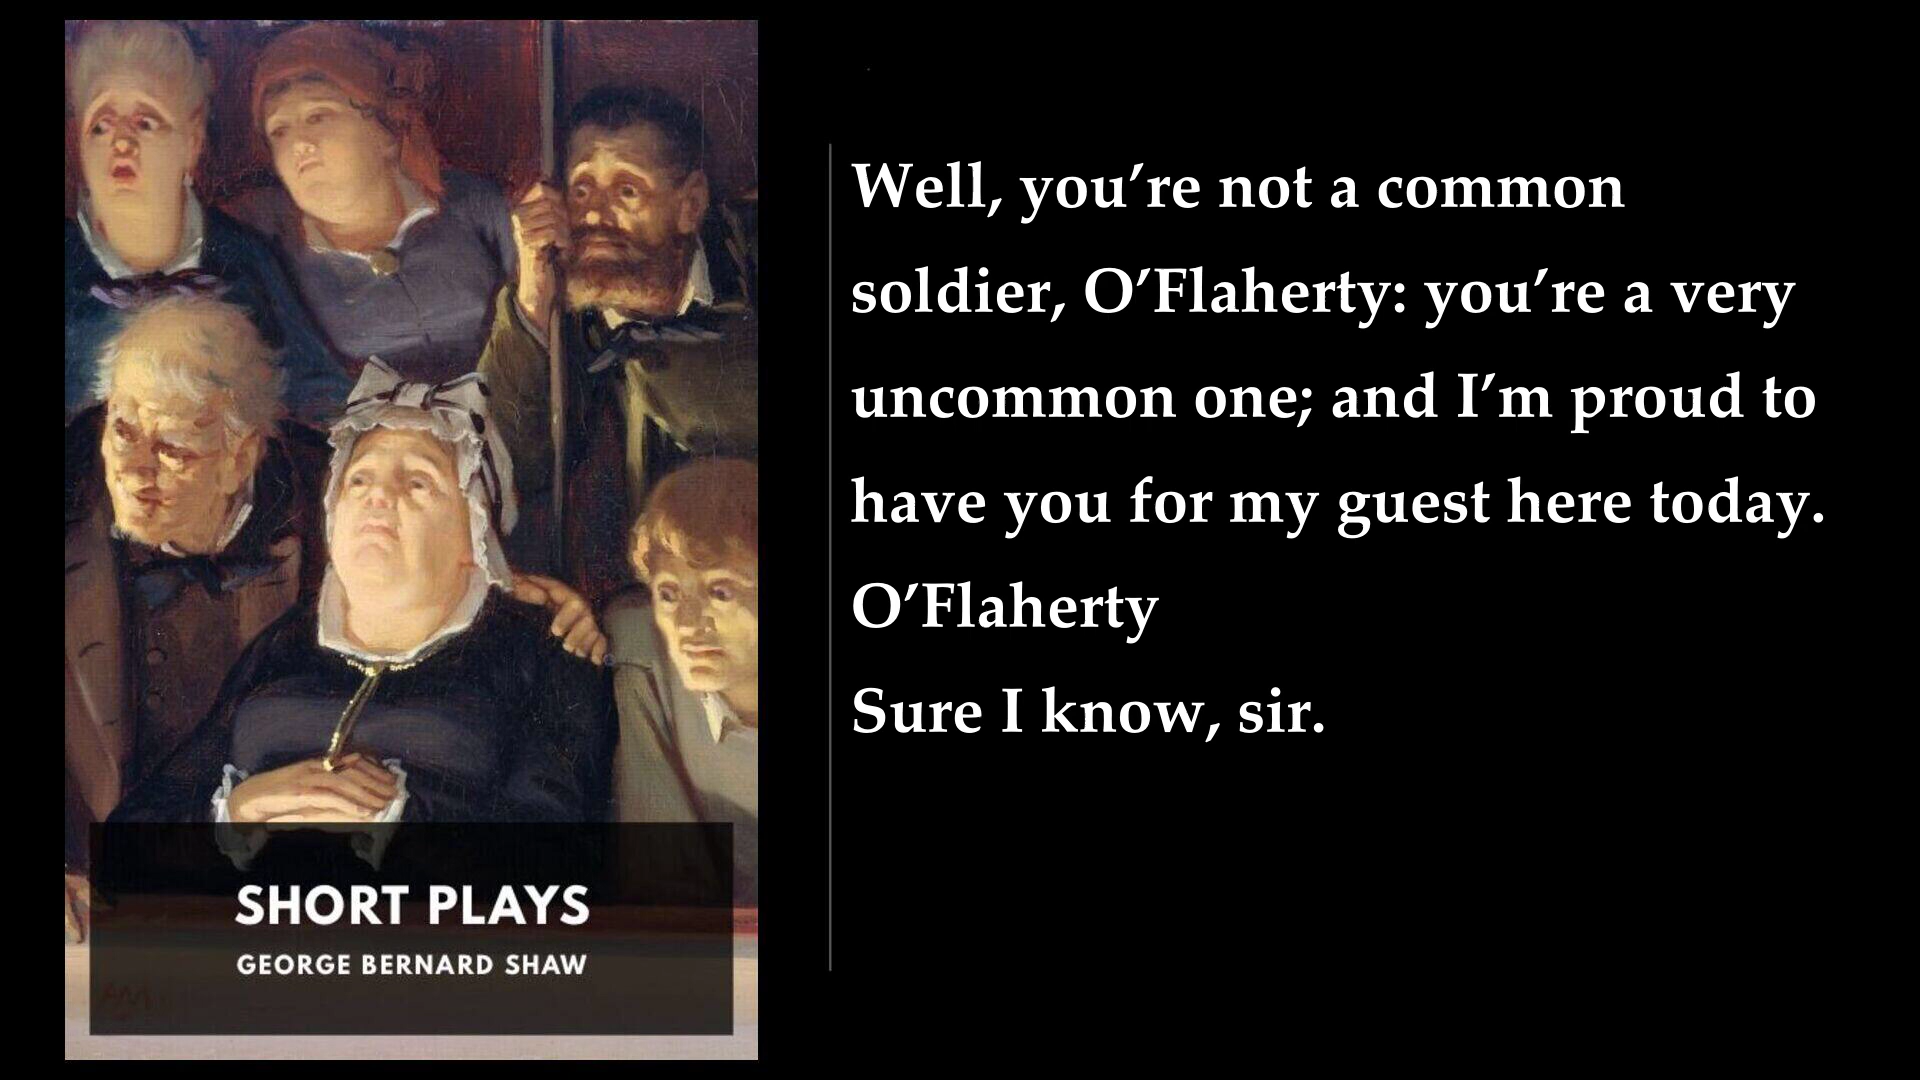 Well, you’re not a common
soldier, O’Flaherty: you’re a very
uncommon one; and I’m proud to
have you for my guest here today.
O’Flaherty
Sure I know, sir.
SHORT PLAYS
GEORGE BERNARD SHAW